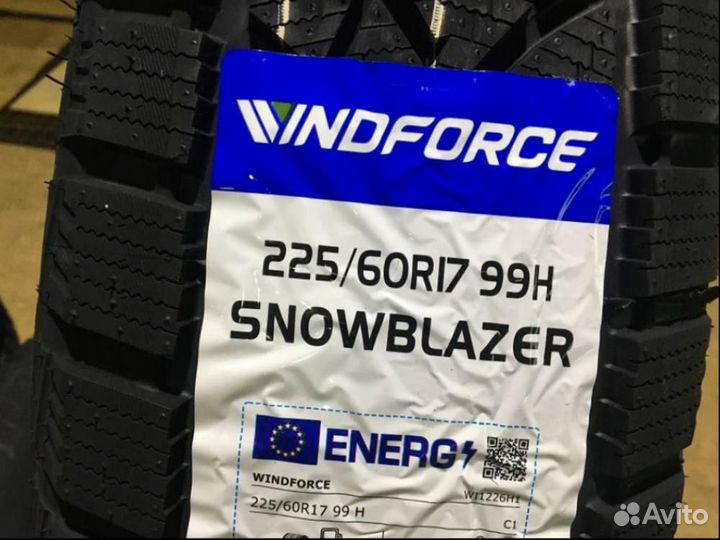 WINDFORCE
225/60R17 99H
SNOWBLAZER
ENERG
WINDFORCE WI1226H1
225/60R17 99 H C1
Avito